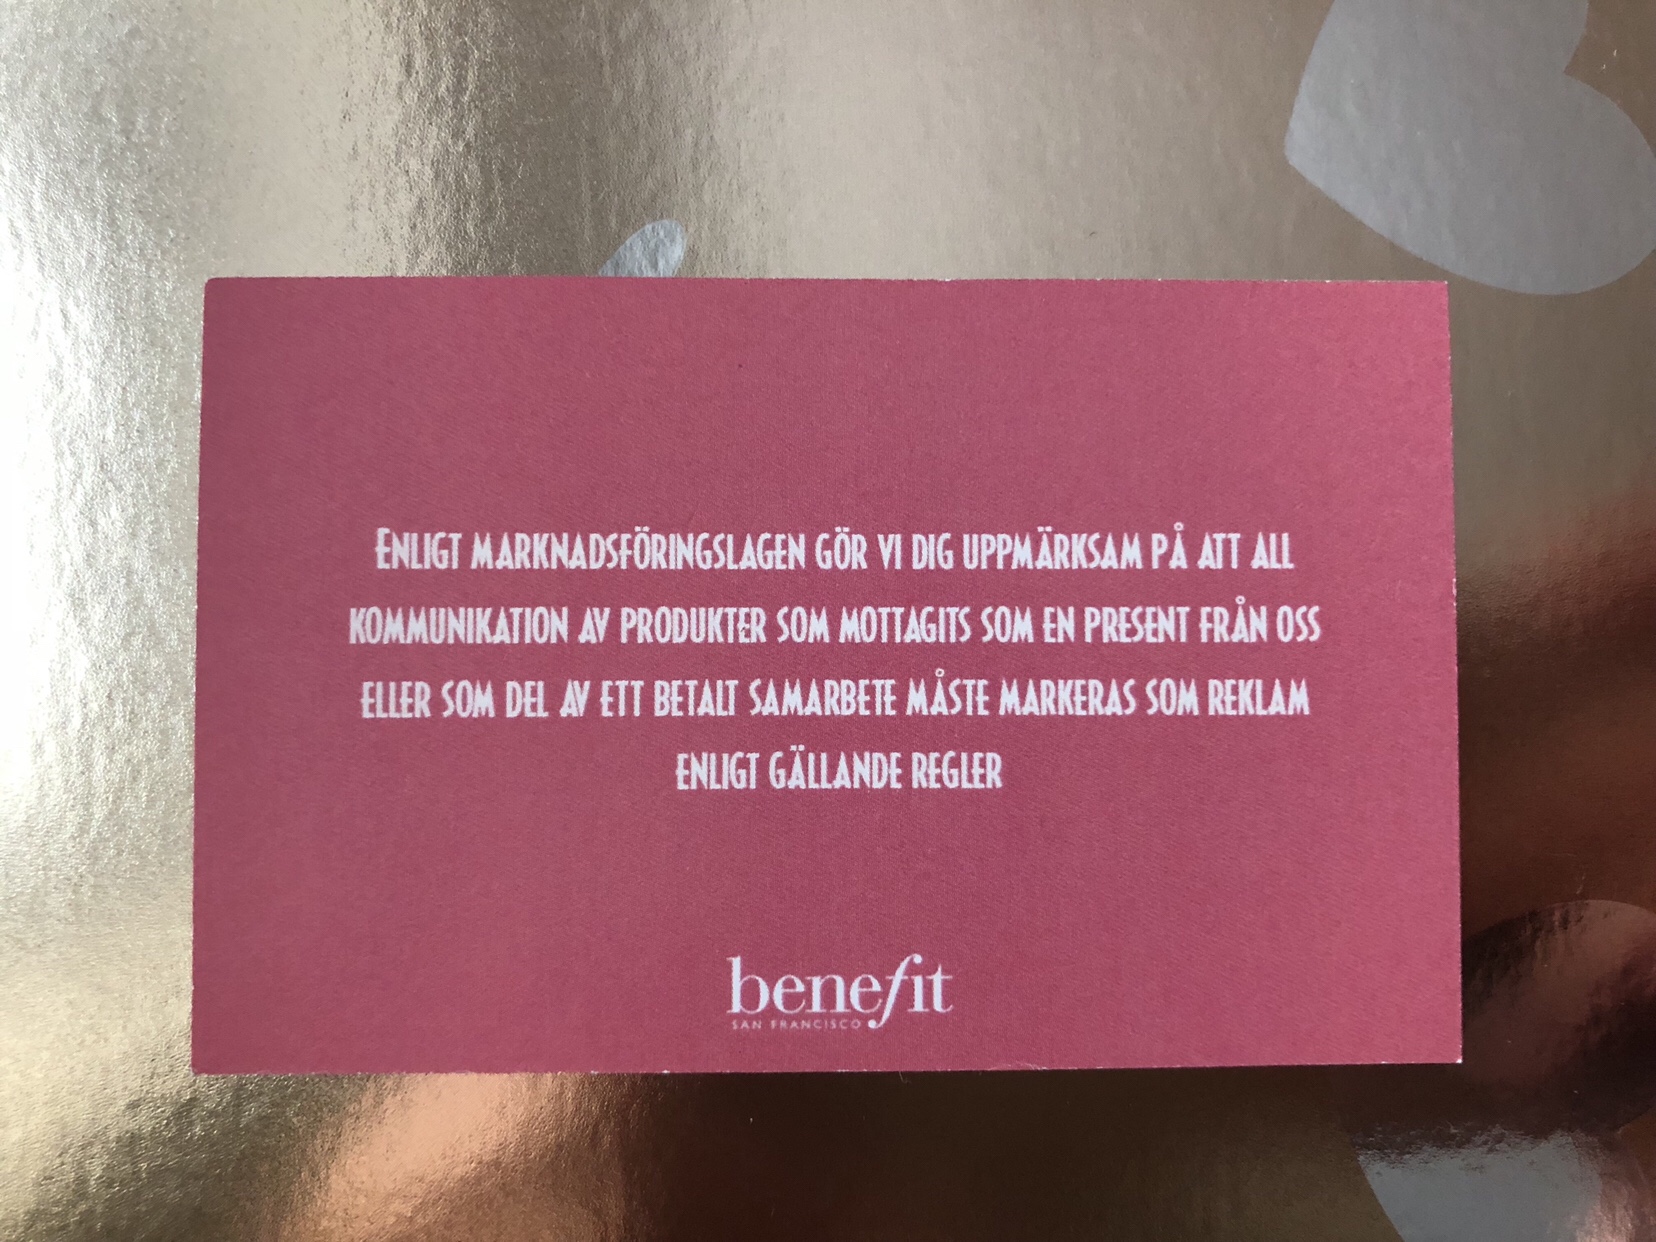 Enligt marknadsföringslagen gör vi dig uppmärksam på att all
kommunikation av produkter som mottagits som en present från oss
eller som del av ett betalt samarbete måste markeras som reklam
enligt gällande regler
benefit
SAN FRANCISCO